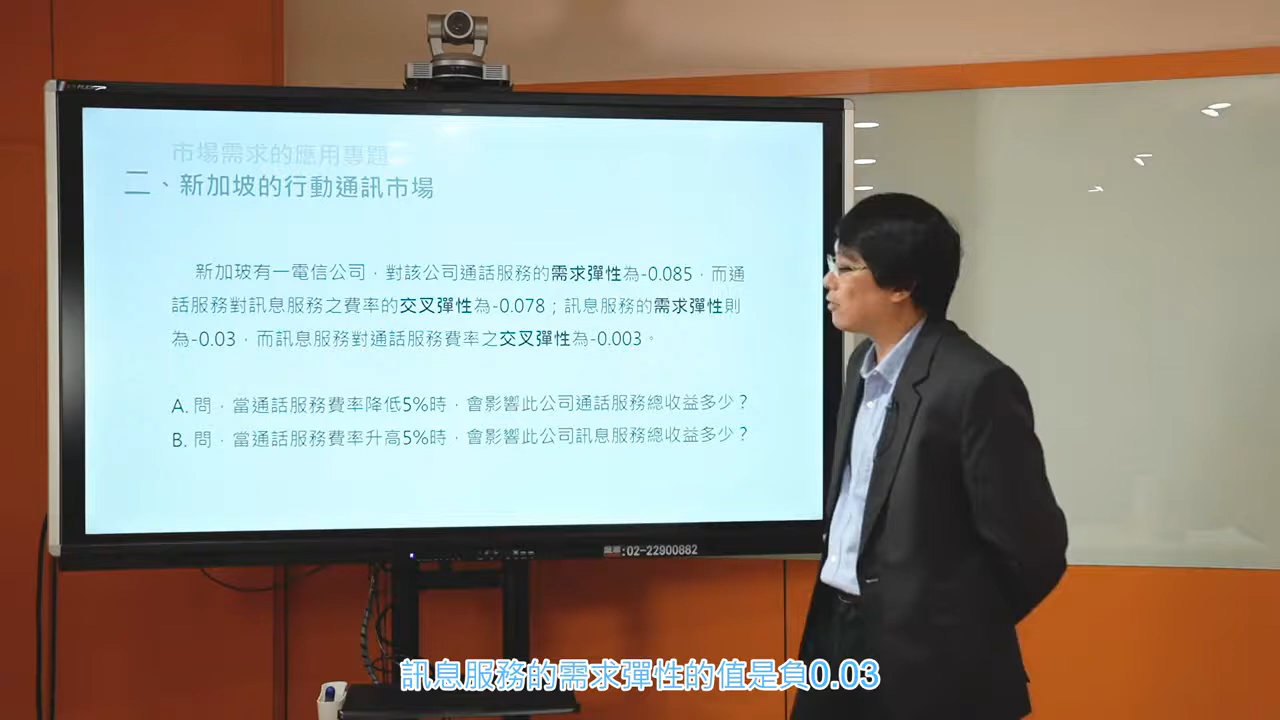 市場需求的應用專題
二、新加坡的行動通訊市場
新加玻有一電信公司，對該公司通話服務的需求彈性為-0.085，而通
話服務對訊息服務之費率的交叉彈性為-0.078；訊息服務的需求彈性則
為-0.03，而訊息服務對通話服務費率之交叉彈性為-0.003。
A. 問，當通話服務費率降低5%時，會影響此公司通話服務總收益多少？
B. 問，當通話服務費率升高5%時，會影響此公司訊息服務總收益多少？
:02-22900882
訊息服務的需求彈性的值是負0.03